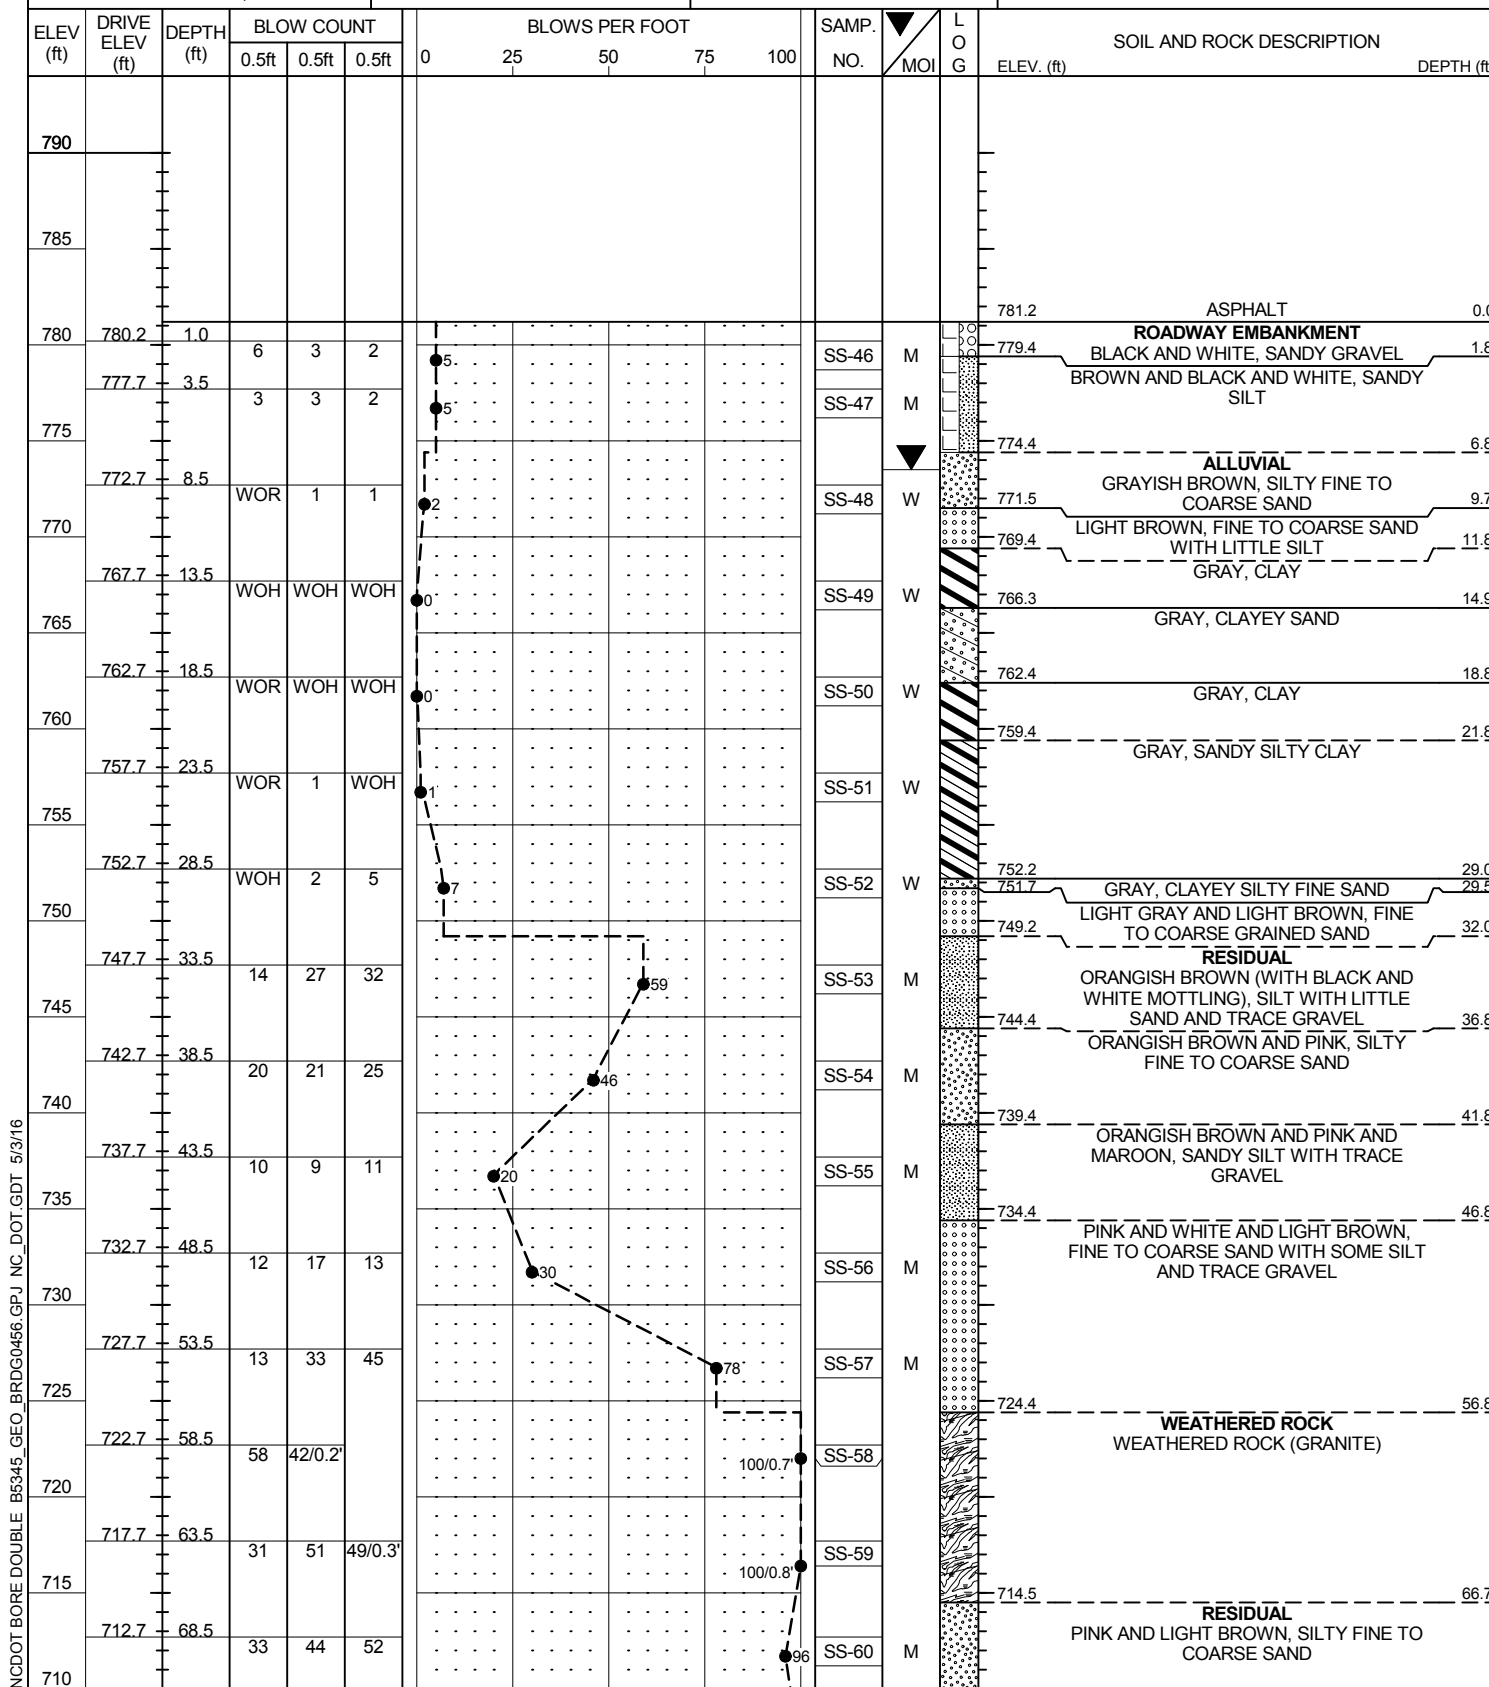 ELEV (ft) DRIVE ELEV (ft) DEPTH (ft) BLOW COUNT BLOWS PER FOOT SAMP. NO. MOI LOG SOIL AND ROCK DESCRIPTION
0.5ft 0.5ft 0.5ft 0 25 50 75 100 ELEV. (ft) DEPTH (ft
790
785
781.2 ASPHALT 0.0
780 780.2 1.0 ROADWAY EMBANKMENT
6 3 2 5 SS-46 M 779.4 BLACK AND WHITE, SANDY GRAVEL 1.8
777.7 3.5 BROWN AND BLACK AND WHITE, SANDY
3 3 2 5 SS-47 M SILT
775
774.4 6.8
ALLUVIAL
772.7 8.5 GRAYISH BROWN, SILTY FINE TO
WOR 1 1 2 SS-48 W 771.5 COARSE SAND 9.7
770 LIGHT BROWN, FINE TO COARSE SAND
769.4 WITH LITTLE SILT 11.8
767.7 13.5 GRAY, CLAY
WOH WOH WOH 0 SS-49 W 766.3 14.9
765 GRAY, CLAYEY SAND
762.7 18.5 762.4 18.8
WOR WOH WOH 0 SS-50 W GRAY, CLAY
760 759.4 21.8
757.7 23.5 GRAY, SANDY SILTY CLAY
WOR 1 WOH 1 SS-51 W
755
752.7 28.5 752.2 29.0
WOH 2 5 7 SS-52 W 751.7 GRAY, CLAYEY SILTY FINE SAND 29.5
750 LIGHT GRAY AND LIGHT BROWN, FINE
749.2 TO COARSE GRAINED SAND 32.0
747.7 33.5 RESIDUAL
14 27 32 59 SS-53 M ORANGISH BROWN (WITH BLACK AND
WHITE MOTTLING), SILT WITH LITTLE
745 744.4 SAND AND TRACE GRAVEL 36.8
742.7 38.5 ORANGISH BROWN AND PINK, SILTY
20 21 25 46 SS-54 M FINE TO COARSE SAND
740 739.4 41.8
737.7 43.5 ORANGISH BROWN AND PINK AND
10 9 11 20 SS-55 M MAROON, SANDY SILT WITH TRACE
GRAVEL
735 734.4 46.8
732.7 48.5 PINK AND WHITE AND LIGHT BROWN,
12 17 13 30 SS-56 M FINE TO COARSE SAND WITH SOME SILT
AND TRACE GRAVEL
730
727.7 53.5
13 33 45 78 SS-57 M
725 724.4 56.8
722.7 58.5 WEATHERED ROCK
58 42/0.2' 100/0.7' SS-58 WEATHERED ROCK (GRANITE)
720
717.7 63.5
31 51 49/0.3' 100/0.8' SS-59
715 714.5 66.7
712.7 68.5 RESIDUAL
33 44 52 96 SS-60 M PINK AND LIGHT BROWN, SILTY FINE TO
COARSE SAND
710
NCDOT BORE DOUBLE B5345_GEO_BRDG0456.GPJ NC_DOT.GDT 5/3/16